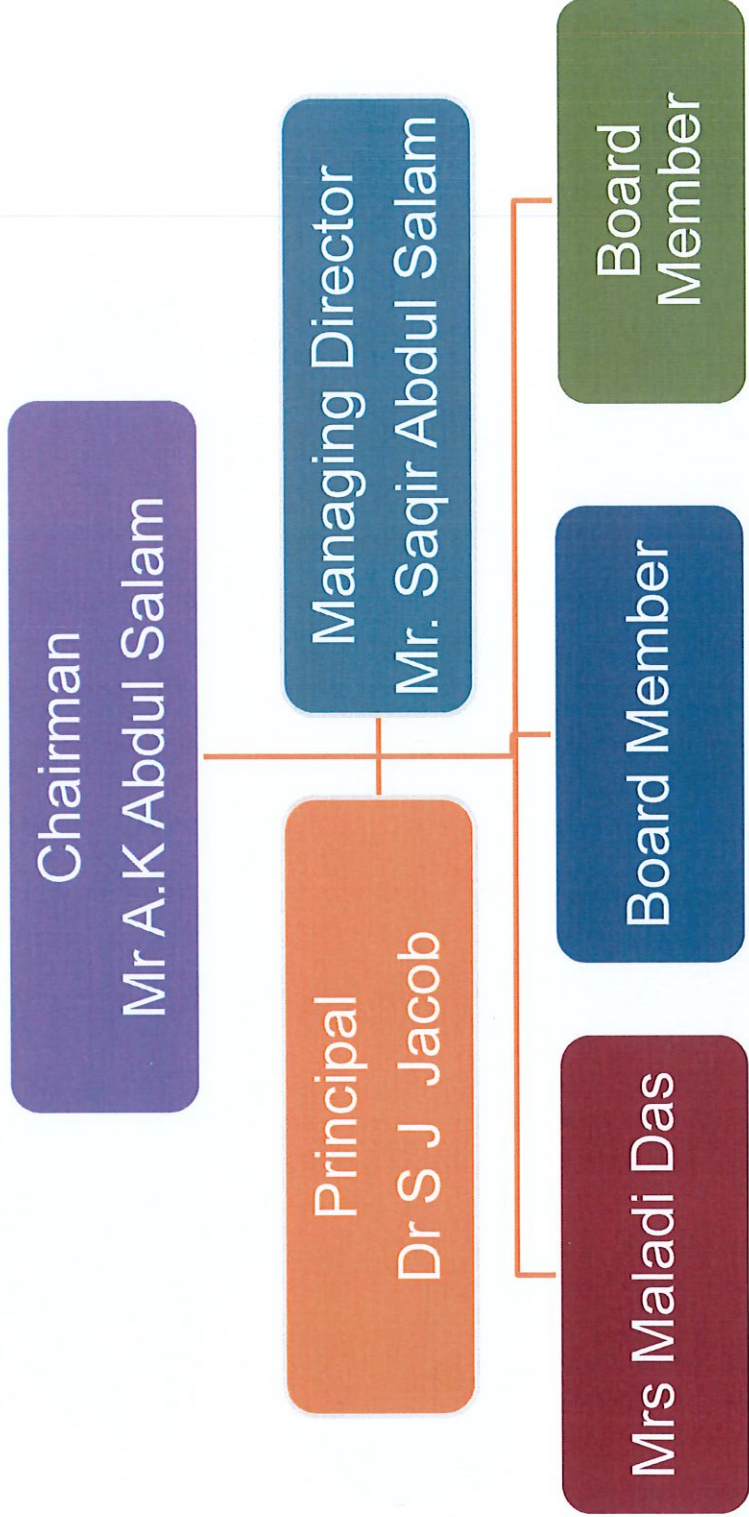 Chairman
Mr A.K Abdul Salam
Principal
Dr S J Jacob
Managing Director
Mr. Saqir Abdul Salam
Mrs Maladi Das
Board Member
Board
Member